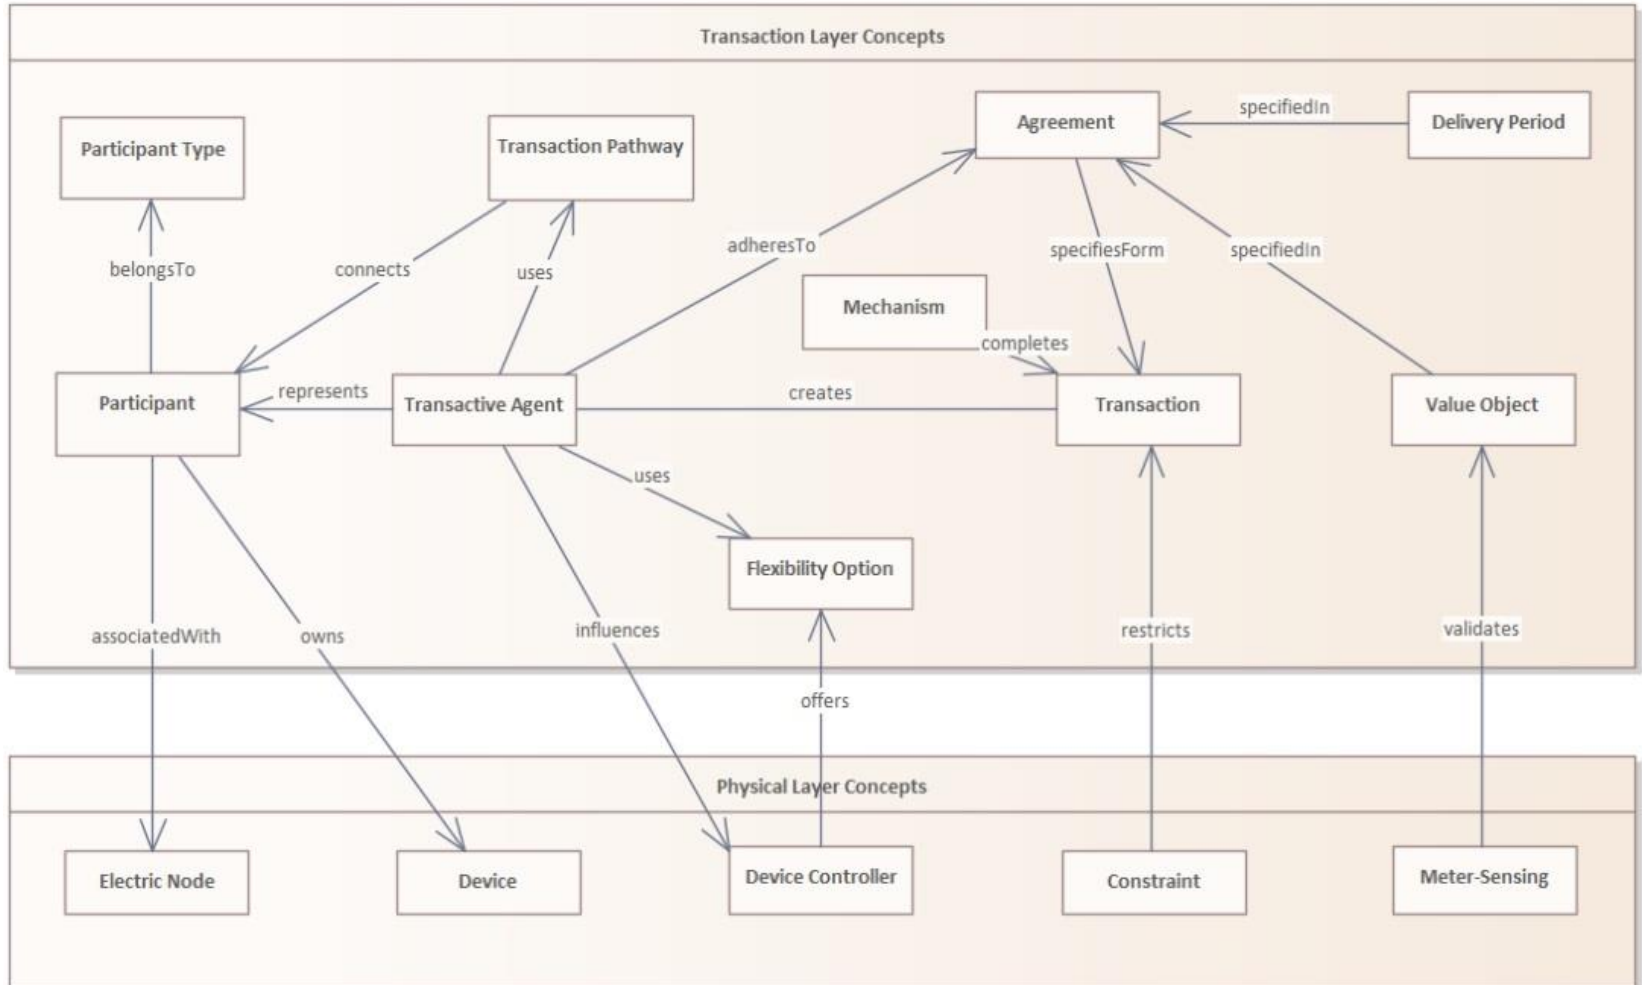 Transaction Layer Concepts
Participant Type
Transaction Pathway
Agreement
specifiedIn
Delivery Period
belongsTo
connects
uses
adheresTo
specifiesForm
specifiedIn
Mechanism
completes
Participant
represents
Transactive Agent
creates
Transaction
Value Object
uses
Flexibility Option
associatedWith
owns
influences
restricts
validates
offers
Physical Layer Concepts
Electric Node
Device
Device Controller
Constraint
Meter-Sensing